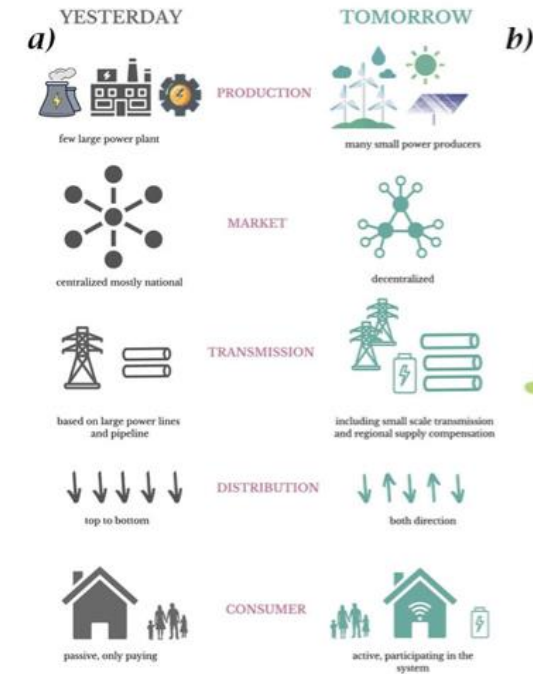 YESTERDAY
TOMORROW
a)
b)
PRODUCTION
few large power plant
many small power producers
MARKET
centralized mostly national
decentralized
TRANSMISSION
based on large power lines
and pipeline
including small scale transmission
and regional supply compensation
DISTRIBUTION
top to bottom
both direction
CONSUMER
passive, only paying
active, participating in the
system